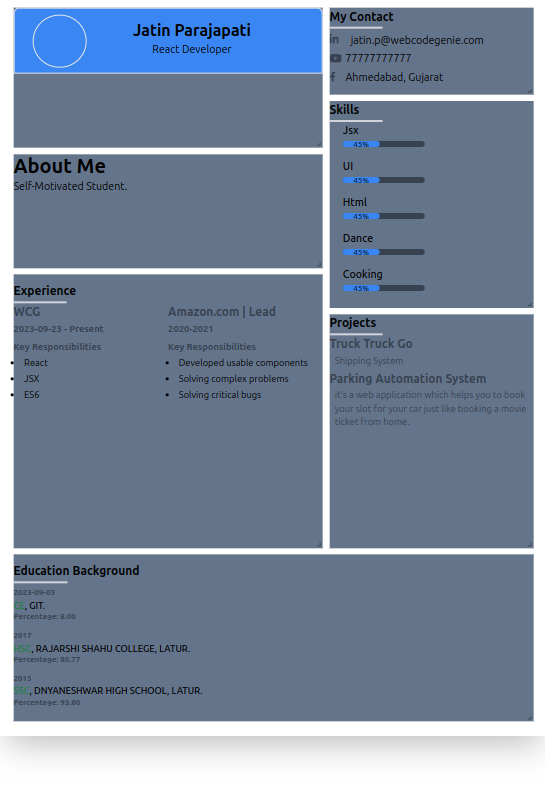 Jatin Parajapati
React Developer
My Contact
in jatin.p@webcodegenie.com
77777777777
f Ahmedabad, Gujarat
Skills
Jsx
45%
UI
45%
Html
45%
Dance
45%
Cooking
45%
About Me
Self-Motivated Student.
Experience
WCG
2023-09-23 - Present
Key Responsibilities
React
JSX
ES6
Amazon.com | Lead
2020-2021
Key Responsibilities
Developed usable components
Solving complex problems
Solving critical bugs
Projects
Truck Truck Go
Shipping System
Parking Automation System
it's a web application which helps you to book
your slot for your car just like booking a movie
ticket from home.
Education Background
2023-09-03
CE, GIT.
Percentage: 8.00
2017
HSC, RAJARSHI SHAHU COLLEGE, LATUR.
Percentage: 80.77
2015
SSC, DNYANESHWAR HIGH SCHOOL, LATUR.
Percentage: 93.80